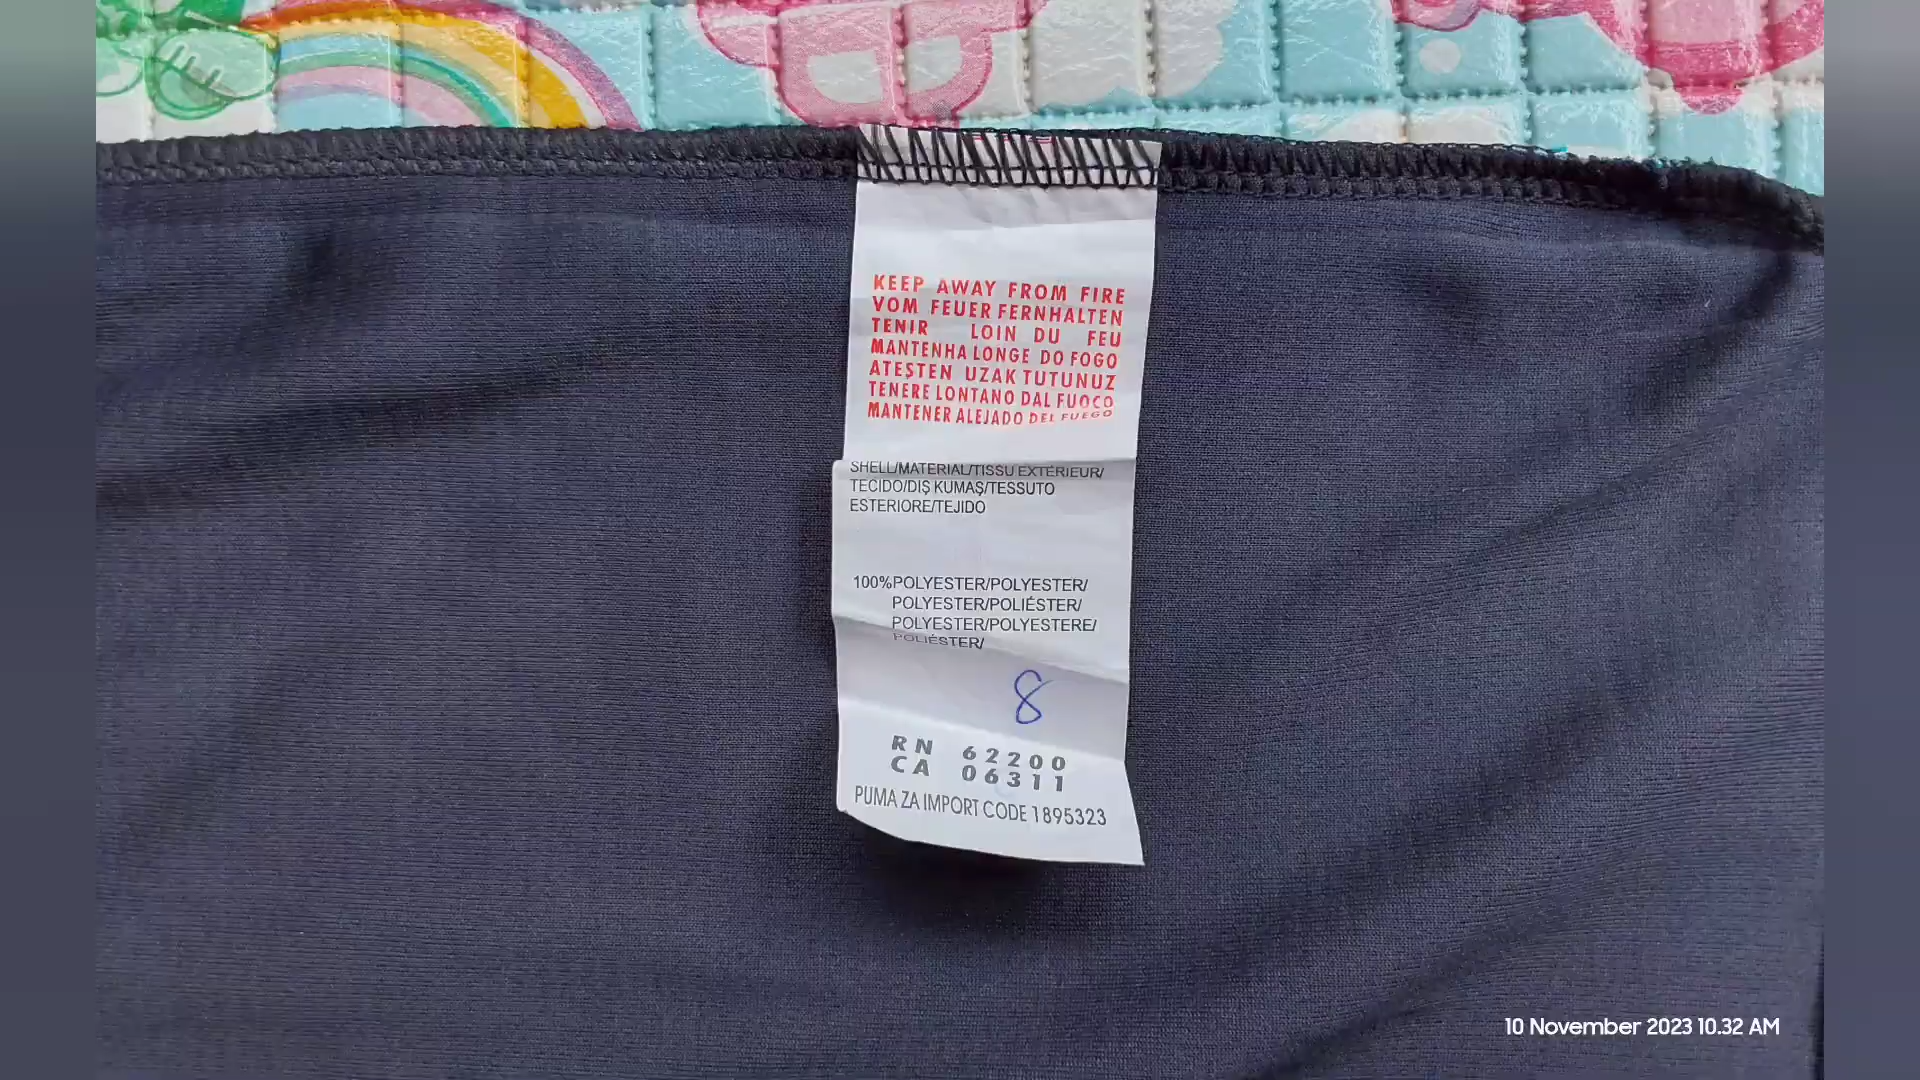 KEEP AWAY FROM FIRE
VOM FEUER FERNHALTEN
TENIR LOIN DU FEU
MANTENHA LONGE DO FOGO
ATEŞTEN UZAK TUTUNUZ
TENERE LONTANO DAL FUOCO
MANTENER ALEJADO DEL FUEGO
SHELL/MATERIAL/TISSU EXTÉRIEUR/
TECIDO/DIŞ KUMAŞ/TESSUTO
ESTERIORE/TEJIDO
100%POLYESTER/POLYESTER/
POLYESTER/POLIÉSTER/
POLYESTER/POLYESTERE/
POLIÉSTER/
8
RN 62200
CA 06311
PUMA ZA IMPORT CODE 1895323
10 November 2023 10.32 AM